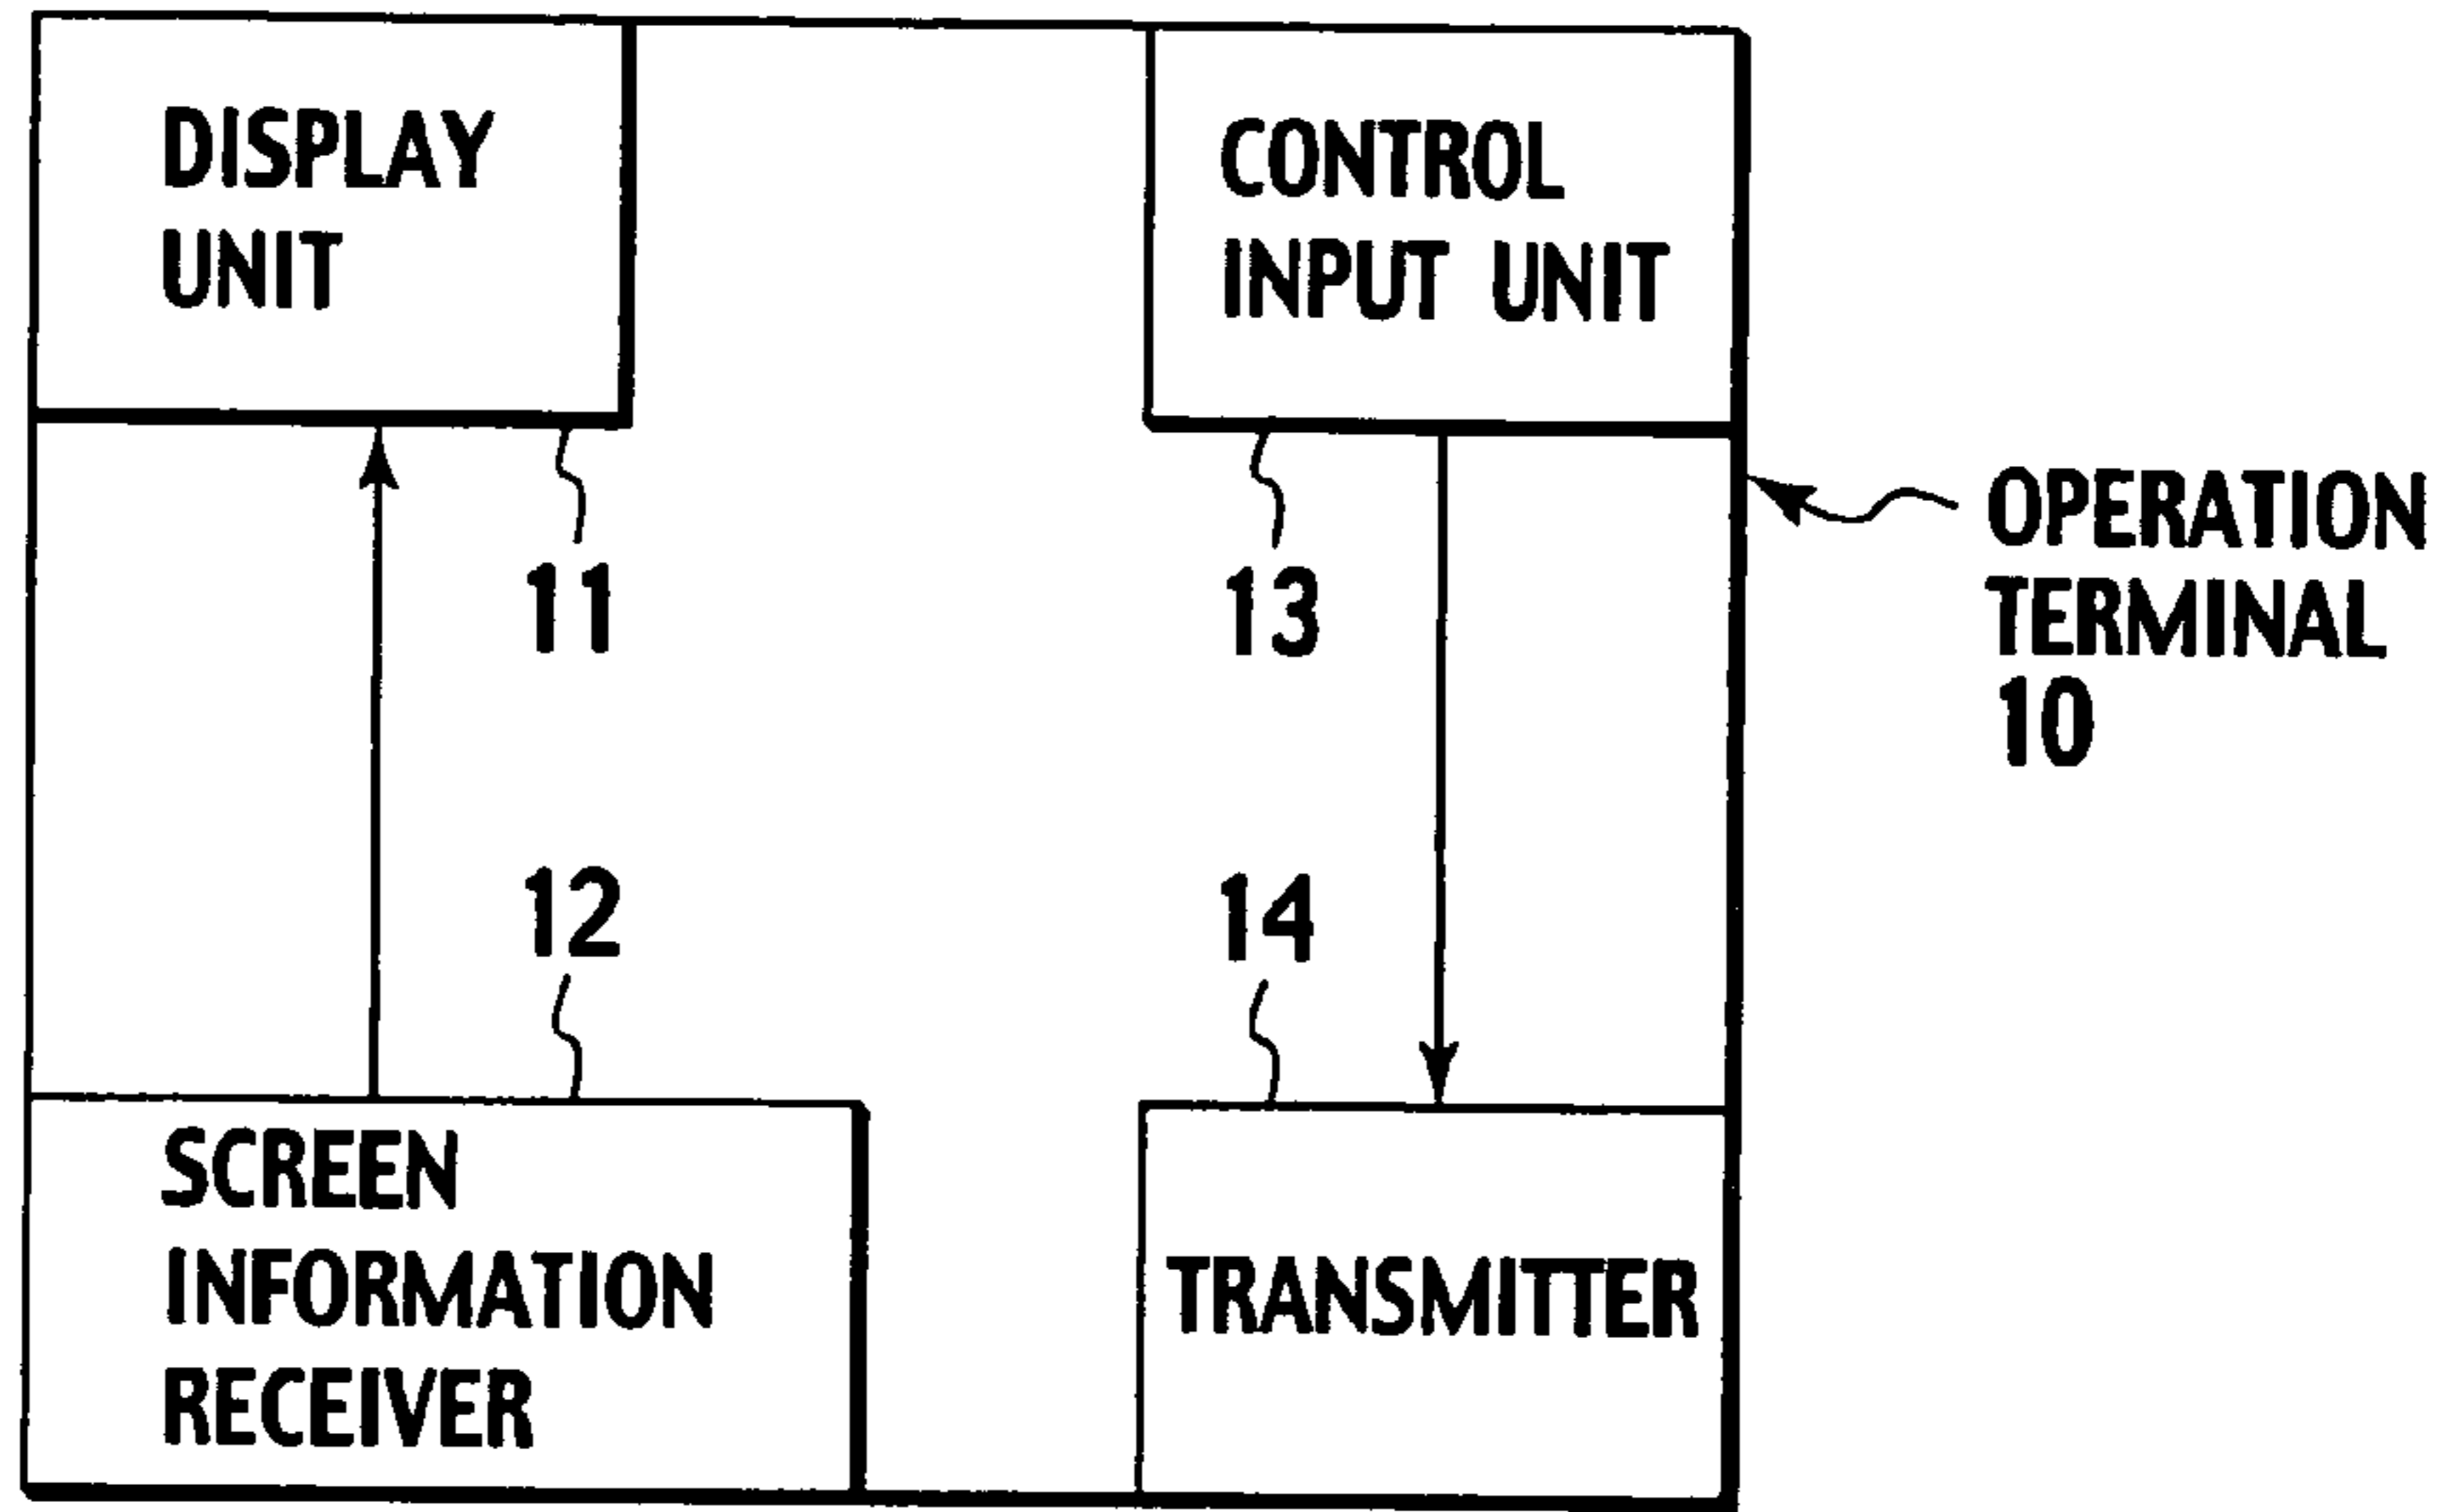 DISPLAY
UNIT
CONTROL
INPUT UNIT
11
13
OPERATION
TERMINAL
10
12
14
SCREEN
INFORMATION
RECEIVER
TRANSMITTER